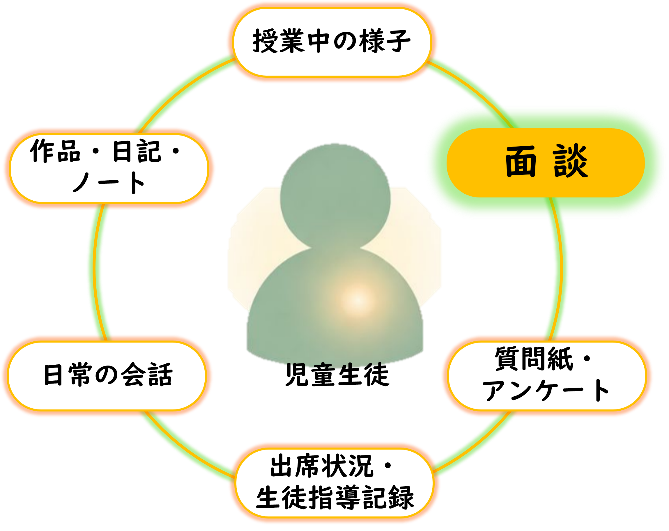 授業中の様子
作品・日記・
ノート
面談
日常の会話
児童生徒
質問紙・
アンケート
出席状況・
生徒指導記録